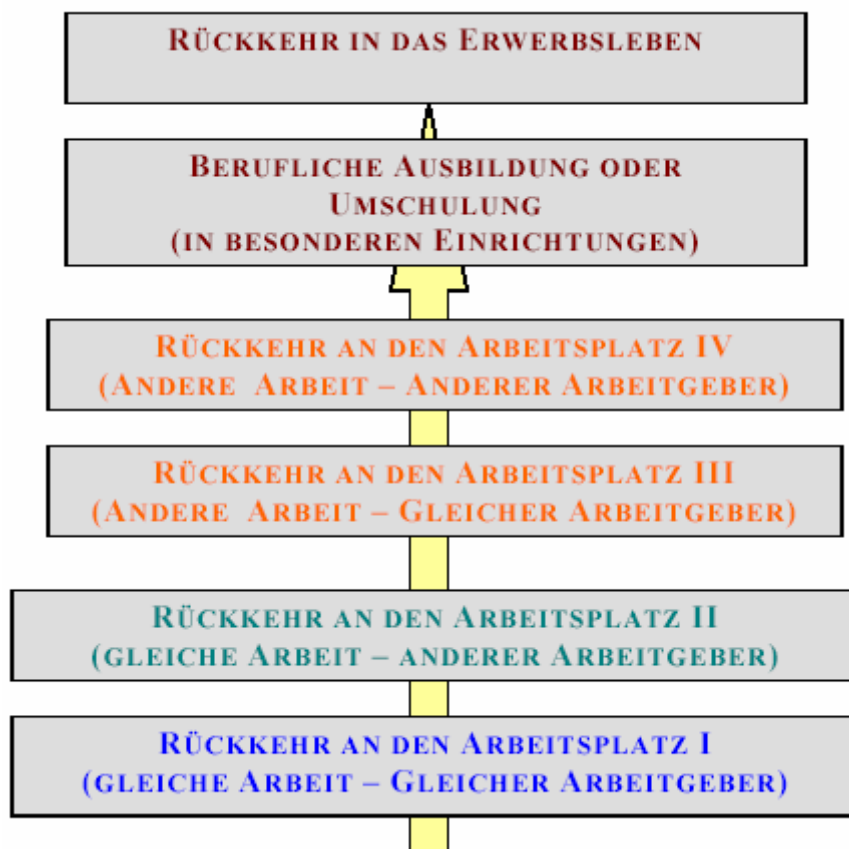 RÜCKKEHR IN DAS ERWERBSLEBEN
BERUFLICHE AUSBILDUNG ODER
UMSCHULUNG
(IN BESONDEREN EINRICHTUNGEN)
RÜCKKEHR AN DEN ARBEITSPLATZ IV
(ANDERE ARBEIT – ANDERER ARBEITGEBER)
RÜCKKEHR AN DEN ARBEITSPLATZ III
(ANDERE ARBEIT – GLEICHER ARBEITGEBER)
RÜCKKEHR AN DEN ARBEITSPLATZ II
(GLEICHE ARBEIT – ANDERER ARBEITGEBER)
RÜCKKEHR AN DEN ARBEITSPLATZ I
(GLEICHE ARBEIT – GLEICHER ARBEITGEBER)